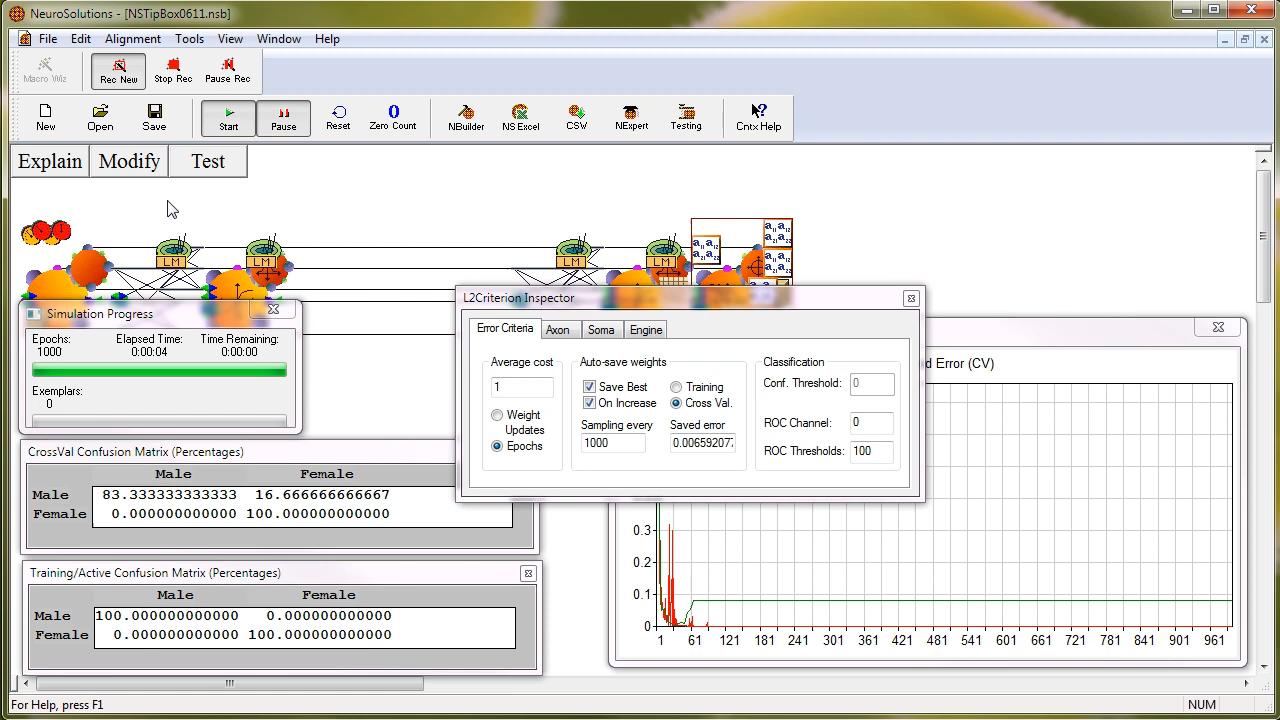 NeuroSolutions - [NSTipBox0611.nsb]
File Edit Alignment Tools View Window Help
Macro Wiz Rec New Stop Rec Pause Rec
New Open Save Start Pause Reset Zero Count NBuilder NS Excel CSW NExpert Testing Cntx Help
Explain Modify Test
LM LM LM LM
L2Criterion Inspector
Error Criteria Axon Soma Engine
Average cost
1
Weight Updates
Epochs
Auto-save weights
Save Best Training
On Increase Cross Val.
Sampling every Saved error
1000 0.0065920
Classification
Conf. Threshold: 0
ROC Channel: 0
ROC Thresholds: 100
Simulation Progress
Epochs: Elapsed Time: Time Remaining:
1000 0:00:04 0:00:00
Exemplars:
0
CrossVal Confusion Matrix (Percentages)
Male Female
Male 83.333333333333 16.666666666667
Female 0.000000000000 100.000000000000
Training/Active Confusion Matrix (Percentages)
Male Female
Male 100.000000000000 0.000000000000
Female 0.000000000000 100.000000000000
d Error (CV)
0.3
0.2
0.1
0
1 61 121 181 241 301 361 421 481 541 601 661 721 781 841 901 961
For Help, press F1
NUM